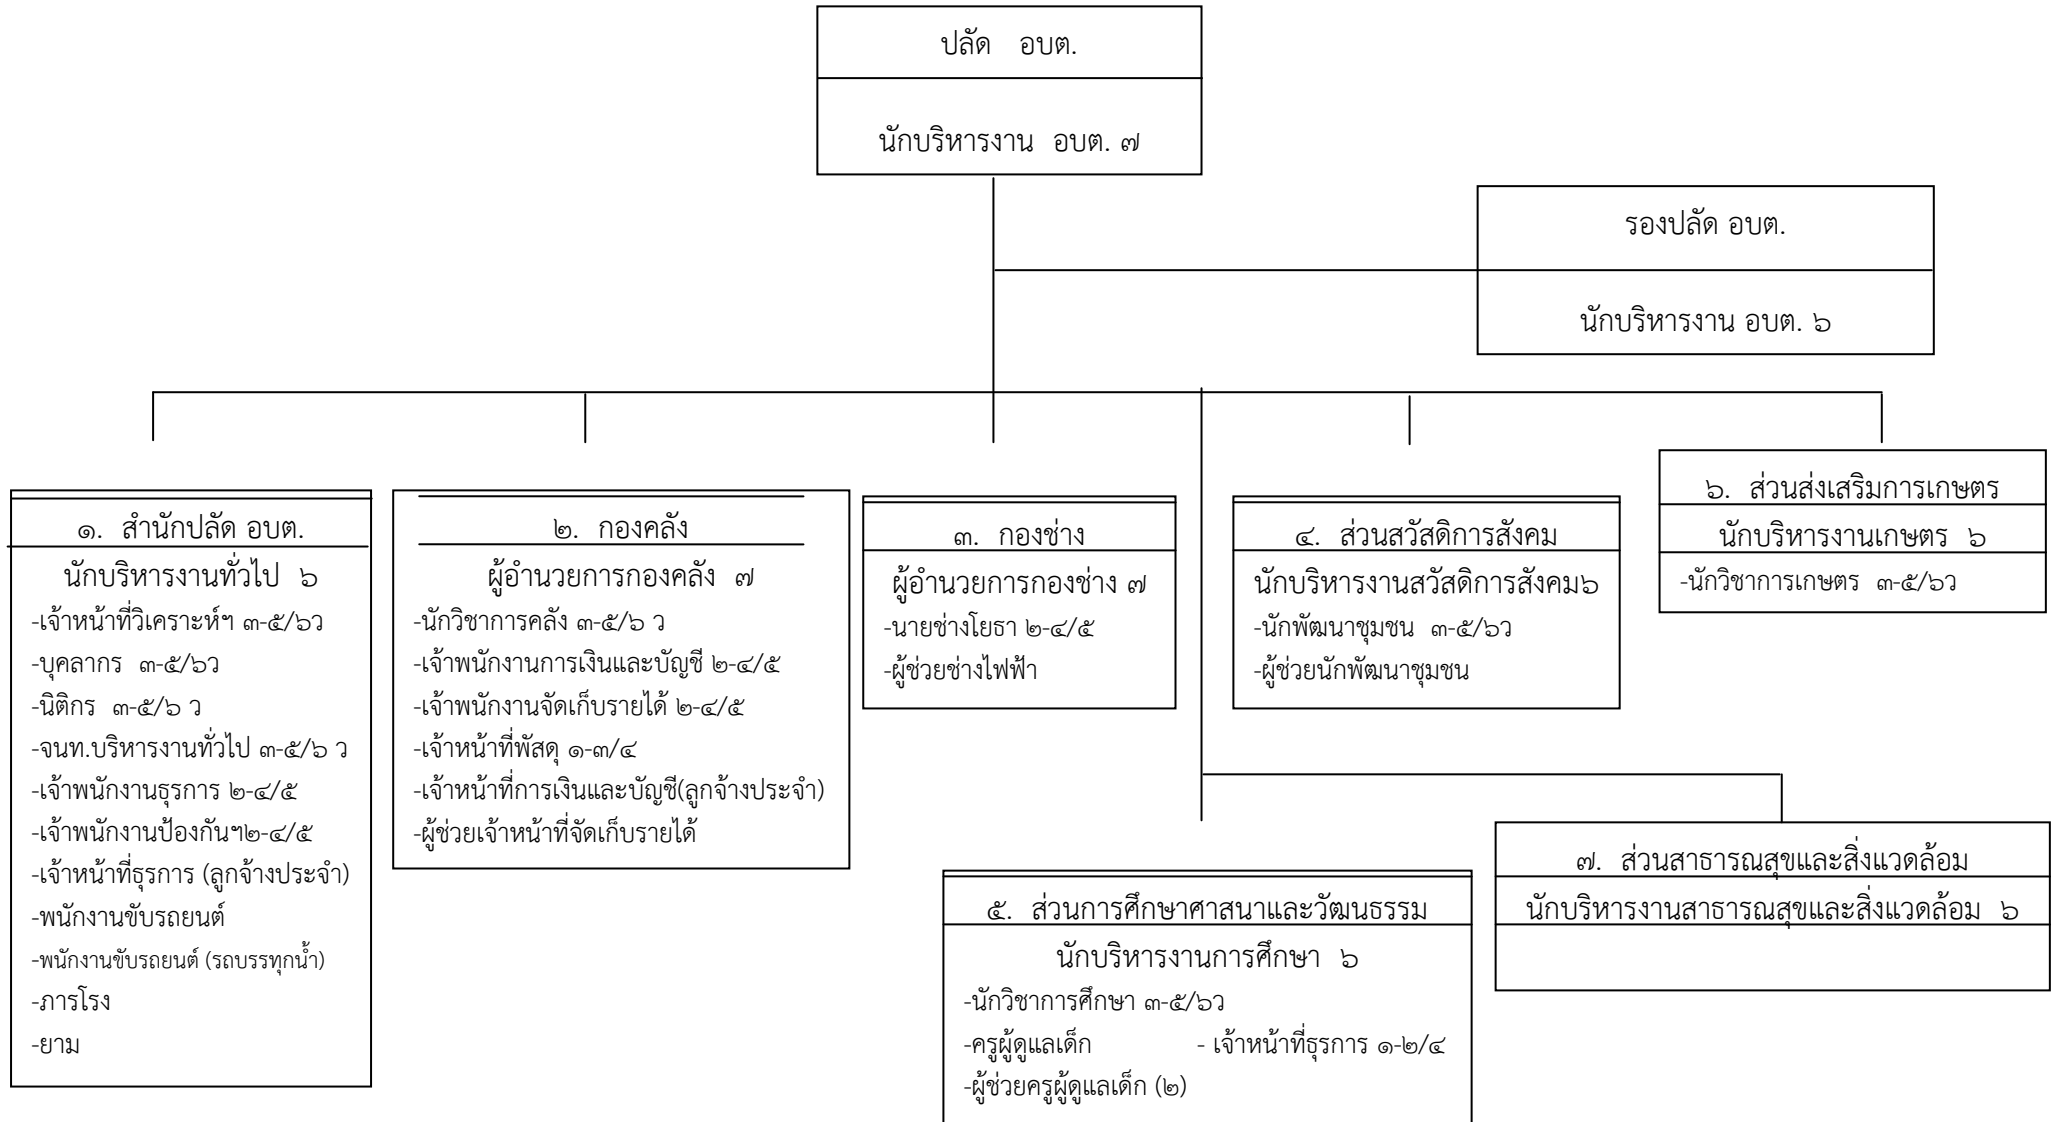 ปลัด อบต.
นักบริหารงาน อบต. ๗
รองปลัด อบต.
นักบริหารงาน อบต. ๖
๑. สำนักปลัด อบต.
นักบริหารงานทั่วไป ๖
-เจ้าหน้าที่วิเคราะห์ฯ ๓-๕/๖ว
-บุคลากร ๓-๕/๖ว
-นิติกร ๓-๕/๖ ว
-จนท.บริหารงานทั่วไป ๓-๕/๖ ว
-เจ้าพนักงานธุรการ ๒-๔/๕
-เจ้าพนักงานป้องกันฯ๒-๔/๕
-เจ้าหน้าที่ธุรการ (ลูกจ้างประจำ)
-พนักงานขับรถยนต์
-พนักงานขับรถยนต์ (รถบรรทุกน้ำ)
-ภารโรง
-ยาม
๒. กองคลัง
ผู้อำนวยการกองคลัง ๗
-นักวิชาการคลัง ๓-๕/๖ ว
-เจ้าพนักงานการเงินและบัญชี ๒-๔/๕
-เจ้าพนักงานจัดเก็บรายได้ ๒-๔/๕
-เจ้าหน้าที่พัสดุ ๑-๓/๔
-เจ้าหน้าที่การเงินและบัญชี(ลูกจ้างประจำ)
-ผู้ช่วยเจ้าหน้าที่จัดเก็บรายได้
๓. กองช่าง
ผู้อำนวยการกองช่าง ๗
-นายช่างโยธา ๒-๔/๕
-ผู้ช่วยช่างไฟฟ้า
๔. ส่วนสวัสดิการสังคม
นักบริหารงานสวัสดิการสังคม๖
-นักพัฒนาชุมชน ๓-๕/๖ว
-ผู้ช่วยนักพัฒนาชุมชน
๖. ส่วนส่งเสริมการเกษตร
นักบริหารงานเกษตร ๖
-นักวิชาการเกษตร ๓-๕/๖ว
๕. ส่วนการศึกษาศาสนาและวัฒนธรรม
นักบริหารงานการศึกษา ๖
-นักวิชาการศึกษา ๓-๕/๖ว
-ครูผู้ดูแลเด็ก - เจ้าหน้าที่ธุรการ ๑-๒/๔
-ผู้ช่วยครูผู้ดูแลเด็ก (๒)
๗. ส่วนสาธารณสุขและสิ่งแวดล้อม
นักบริหารงานสาธารณสุขและสิ่งแวดล้อม ๖